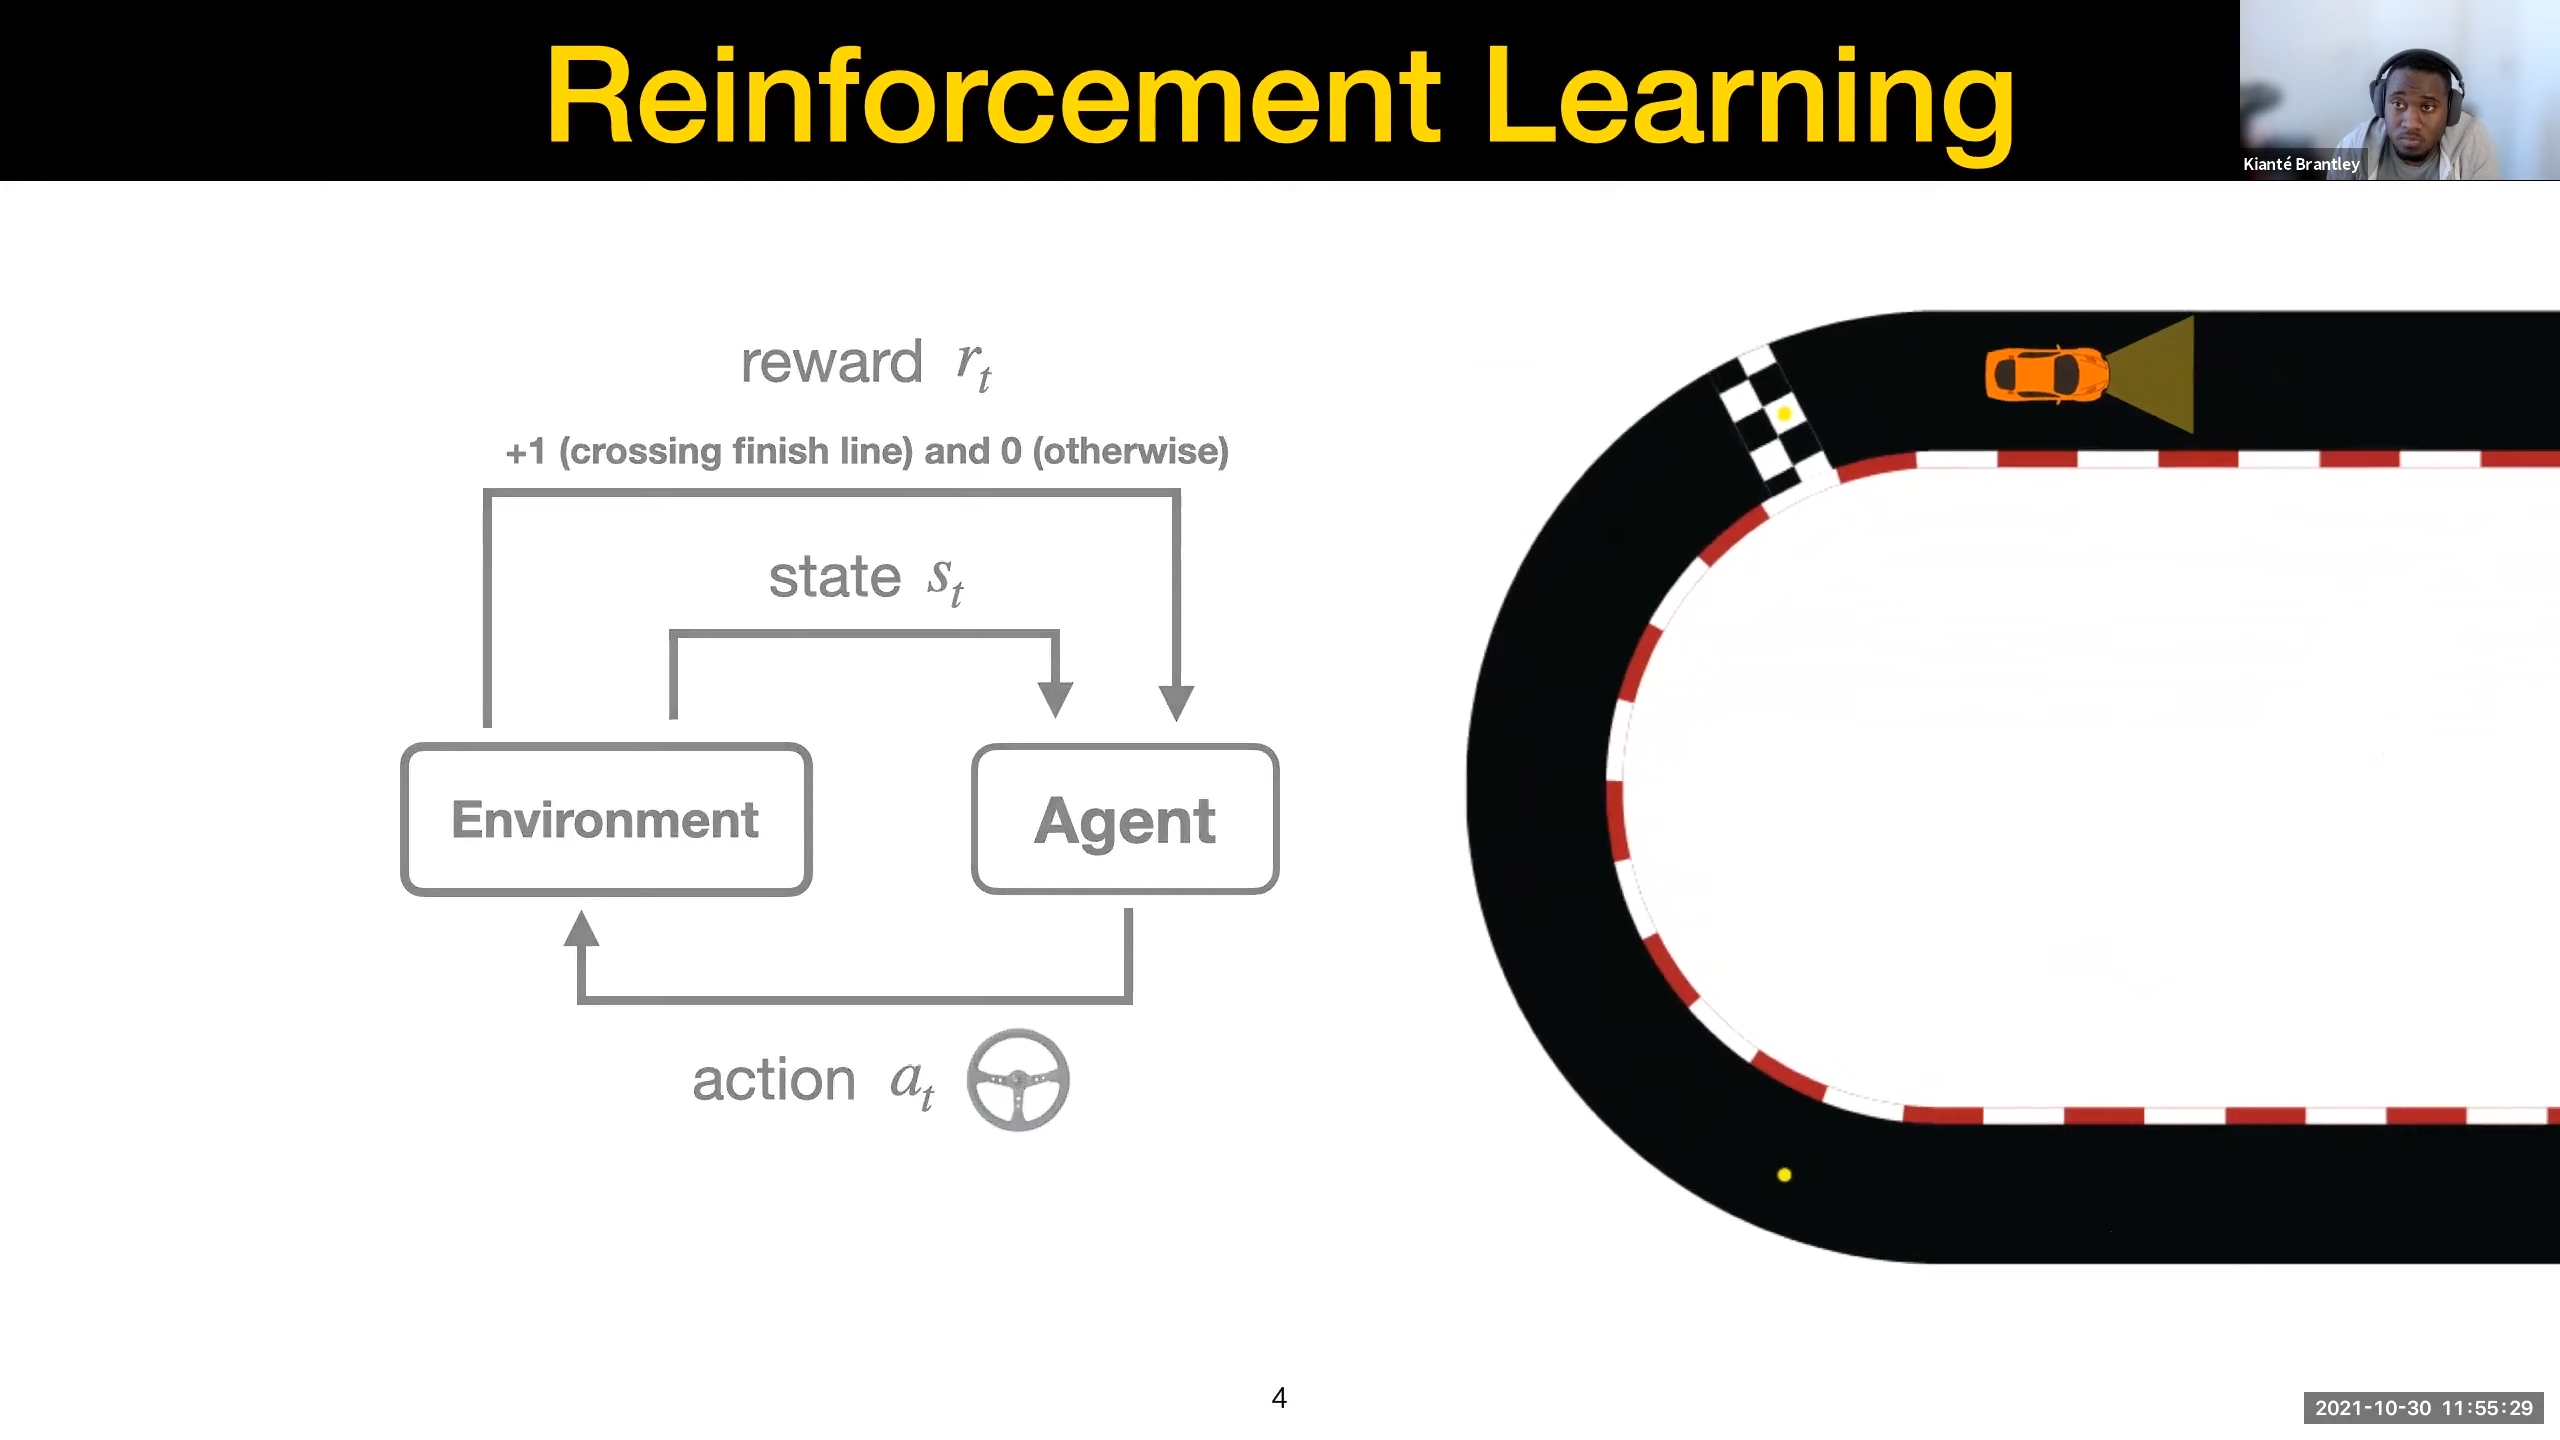 Reinforcement Learning
Kianté Brantley
reward r_t
+1 (crossing finish line) and 0 (otherwise)
state s_t
Environment
Agent
action a_t
4
2021-10-30 11:55:29